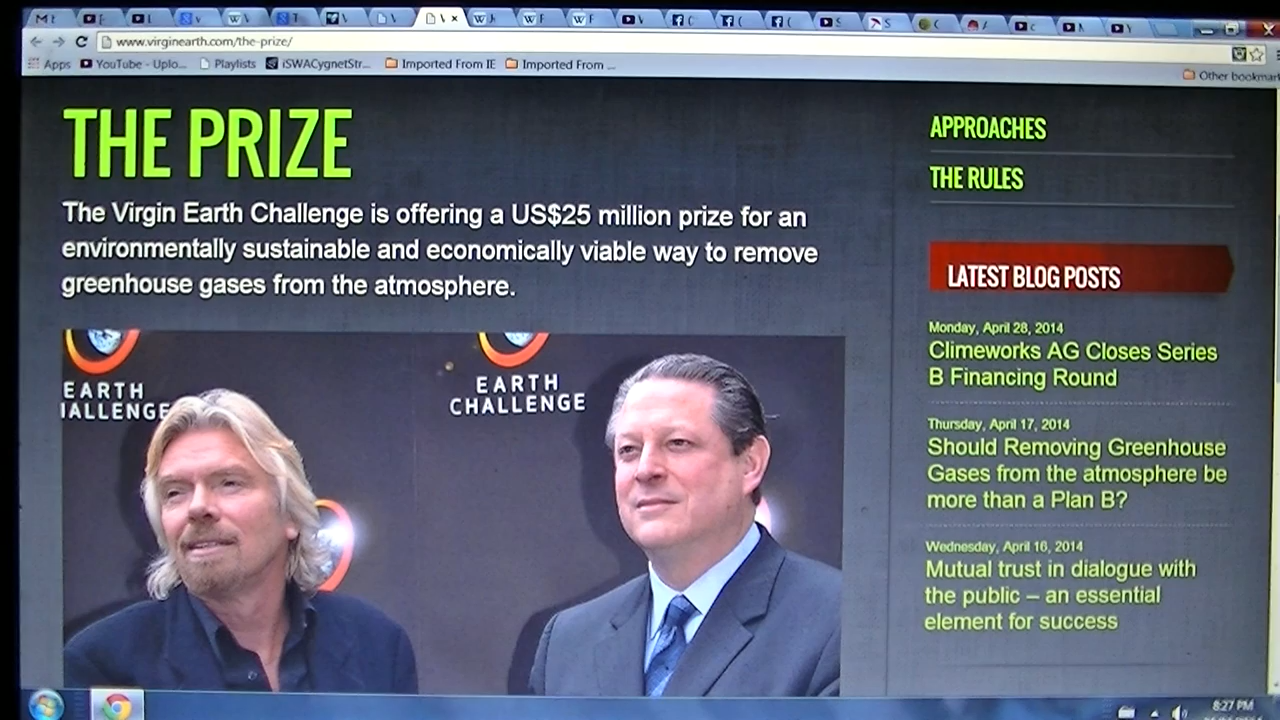 www.virginearth.com/the-prize/
Apps YouTube - Uplo... Playlists iSWACygnetStr... Imported From IE Imported From ...
Other bookmar
THE PRIZE
The Virgin Earth Challenge is offering a US$25 million prize for an
environmentally sustainable and economically viable way to remove
greenhouse gases from the atmosphere.
EARTH
HALLENGE
EARTH
CHALLENGE
APPROACHES
THE RULES
LATEST BLOG POSTS
Monday, April 28, 2014
Climeworks AG Closes Series
B Financing Round
Thursday, April 17, 2014
Should Removing Greenhouse
Gases from the atmosphere be
more than a Plan B?
Wednesday, April 16, 2014
Mutual trust in dialogue with
the public – an essential
element for success
8:27 PM